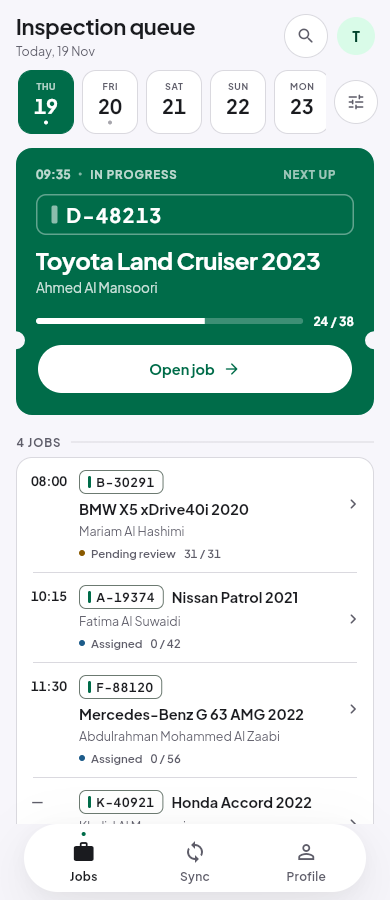 Inspection queue
Today, 19 Nov
T
THU FRI SAT SUN MON
19 20 21 22 23
09:35 • IN PROGRESS NEXT UP
D-48213
Toyota Land Cruiser 2023
Ahmed Al Mansoori
24 / 38
Open job →
4 JOBS
08:00 B-30291
BMW X5 xDrive40i 2020
Mariam Al Hashimi
Pending review 31 / 31
10:15 A-19374 Nissan Patrol 2021
Fatima Al Suwaidi
Assigned 0 / 42
11:30 F-88120
Mercedes-Benz G 63 AMG 2022
Abdulrahman Mohammed Al Zaabi
Assigned 0 / 56
— K-40921 Honda Accord 2022
Jobs Sync Profile